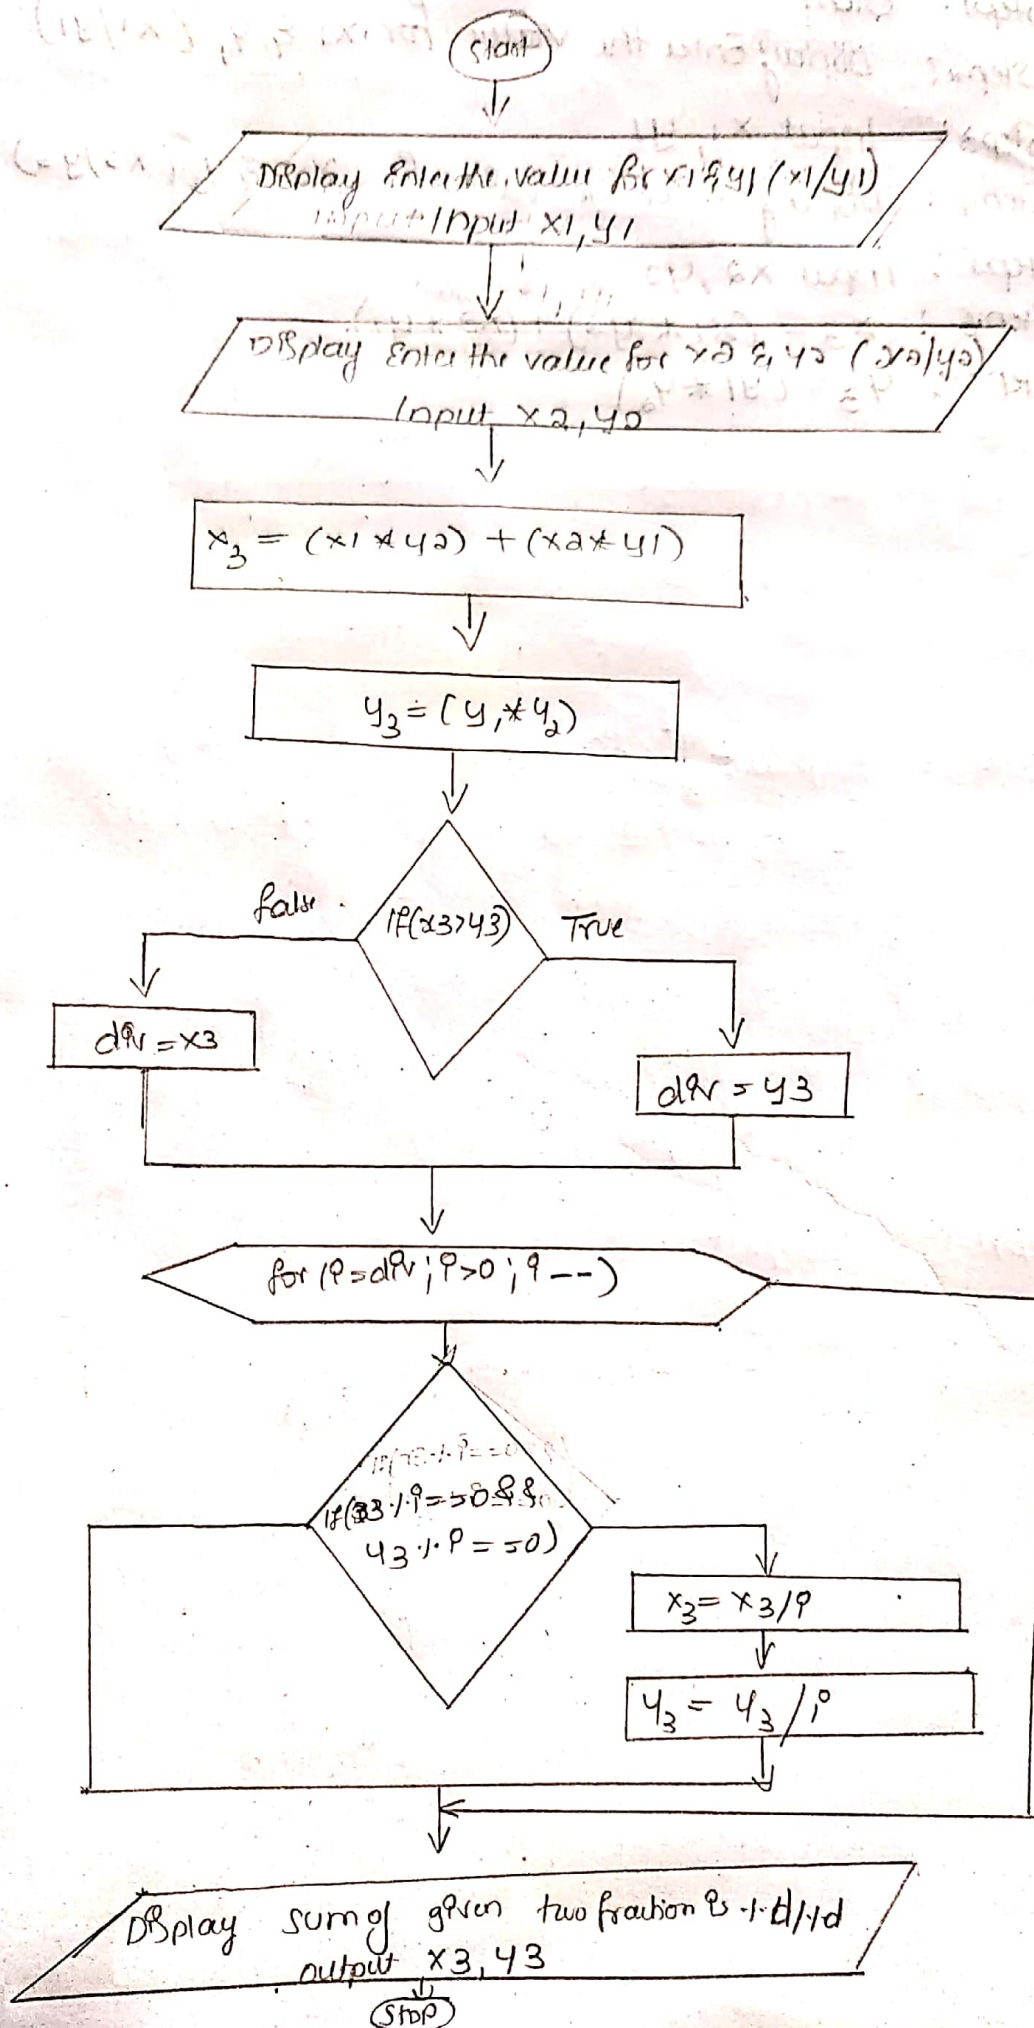 Start
Display Enter the value for x1 & y1 (x1/y1)
Input x1, y1
Display Enter the value for x2 & y2 (x2/y2)
Input x2, y2
x3 = (x1 * y2) + (x2 * y1)
y3 = (y1 * y2)
If(x3>y3)
false
True
div = x3
div = y3
for (i=div; i>0; i--)
if(x3 % i == 0 &&
y3 % i == 0)
x3 = x3/i
y3 = y3/i
Display sum of given two fraction is %d/%d
output x3, y3
Stop